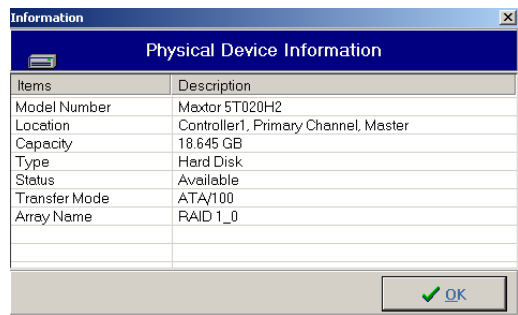 Information
Physical Device Information
Items Description
Model Number Maxtor 5T020H2
Location Controller1, Primary Channel, Master
Capacity 18.645 GB
Type Hard Disk
Status Available
Transfer Mode ATA/100
Array Name RAID 1_0
OK